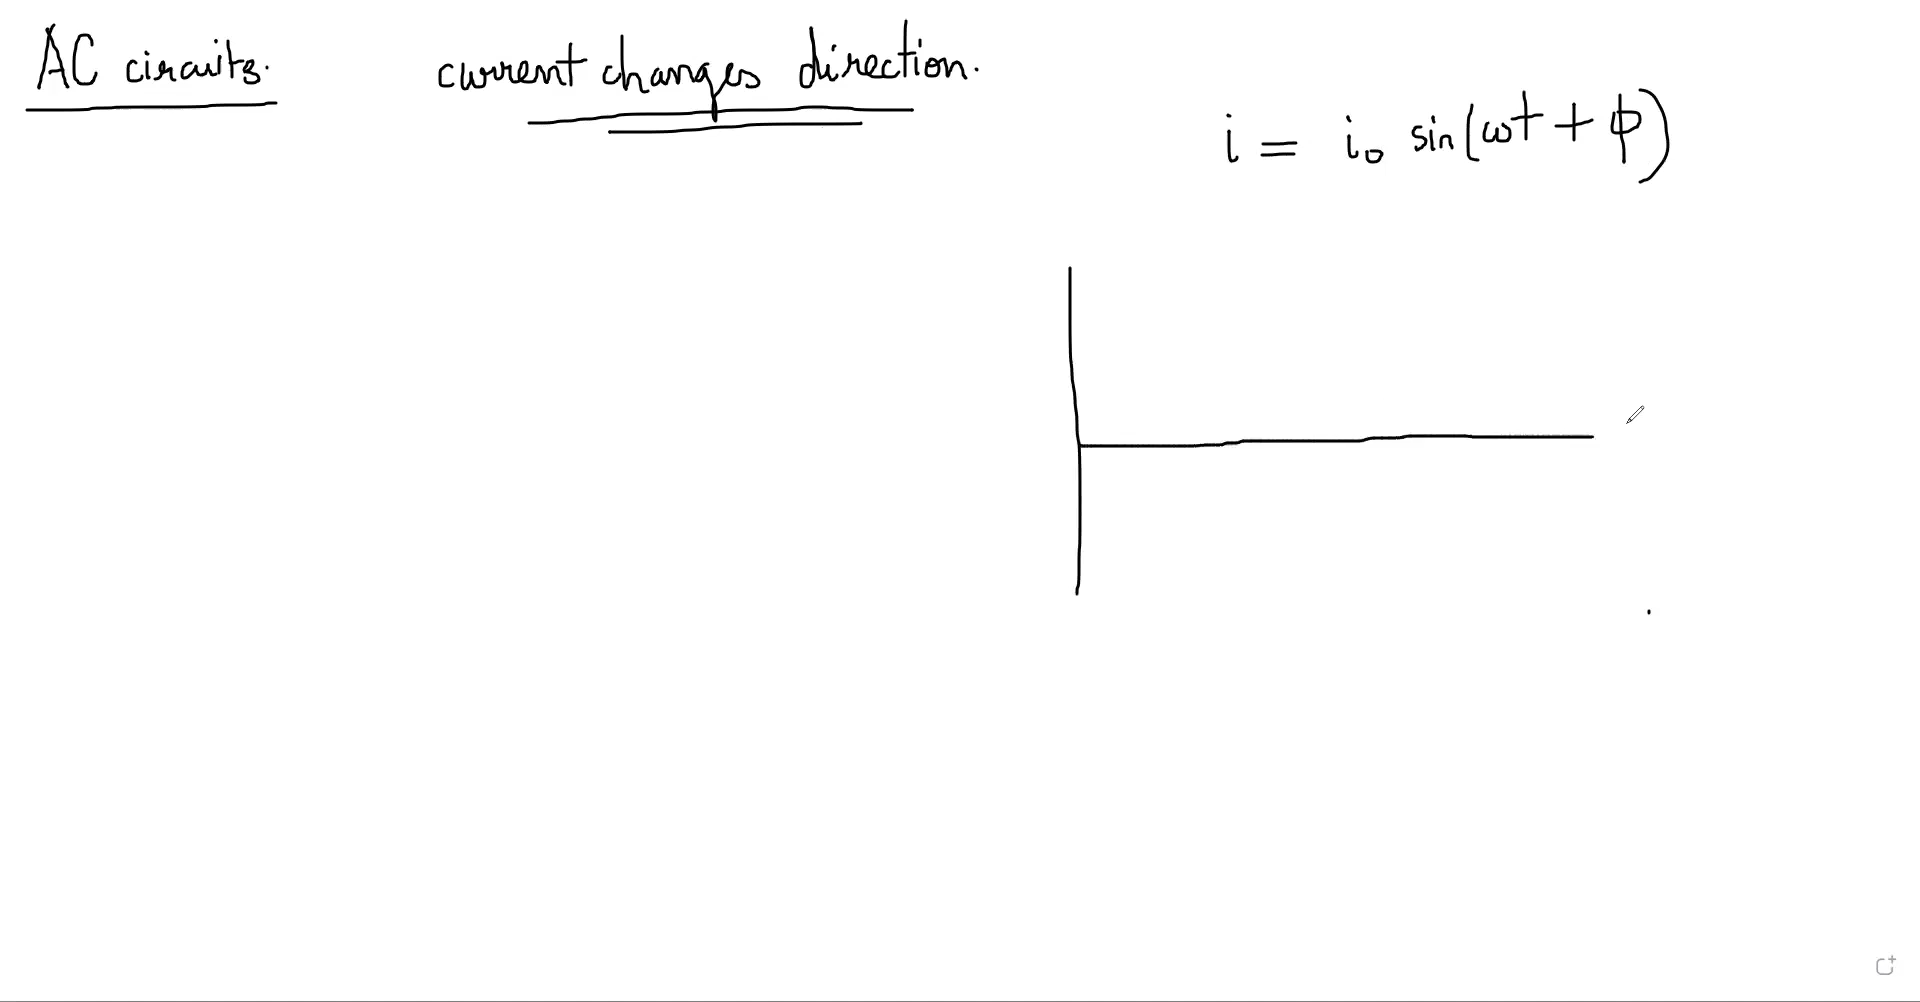 AC circuits.
current changes direction.
i = i₀ sin(ωt + φ)